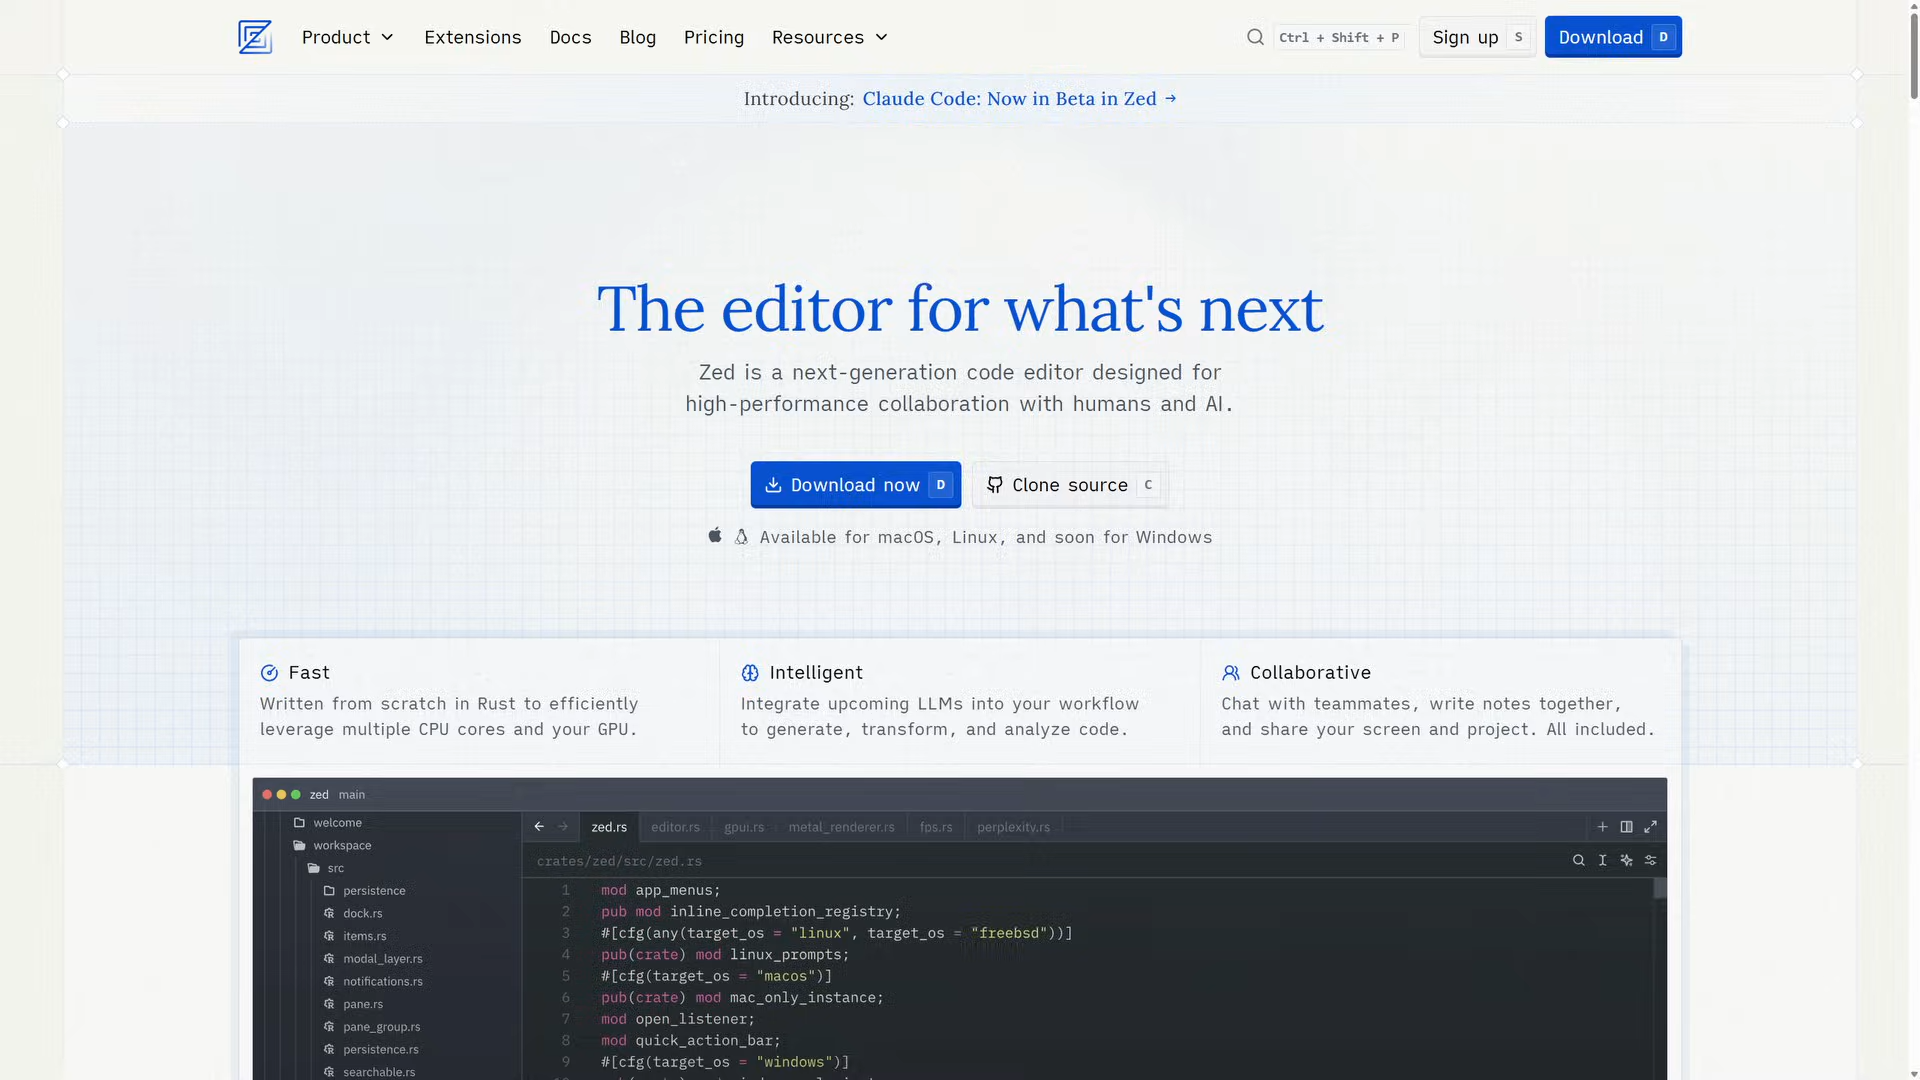 Product
Extensions
Docs
Blog
Pricing
Resources
Ctrl + Shift + P
Sign up S
Download D
Introducing: Claude Code: Now in Beta in Zed →
The editor for what's next
Zed is a next-generation code editor designed for
high-performance collaboration with humans and AI.
Download now D
Clone source C
Available for macOS, Linux, and soon for Windows
Fast
Written from scratch in Rust to efficiently
leverage multiple CPU cores and your GPU.
Intelligent
Integrate upcoming LLMs into your workflow
to generate, transform, and analyze code.
Collaborative
Chat with teammates, write notes together,
and share your screen and project. All included.
zed main
welcome
workspace
src
persistence
dock.rs
items.rs
modal_layer.rs
notifications.rs
pane.rs
pane_group.rs
persistence.rs
searchable.rs
zed.rs
editor.rs
gpui.rs
metal_renderer.rs
fps.rs
perplexity.rs
crates/zed/src/zed.rs
1 mod app_menus;
2 pub mod inline_completion_registry;
3 #[cfg(any(target_os = "linux", target_os = "freebsd"))]
4 pub(crate) mod linux_prompts;
5 #[cfg(target_os = "macos")]
6 pub(crate) mod mac_only_instance;
7 mod open_listener;
8 mod quick_action_bar;
9 #[cfg(target_os = "windows")]